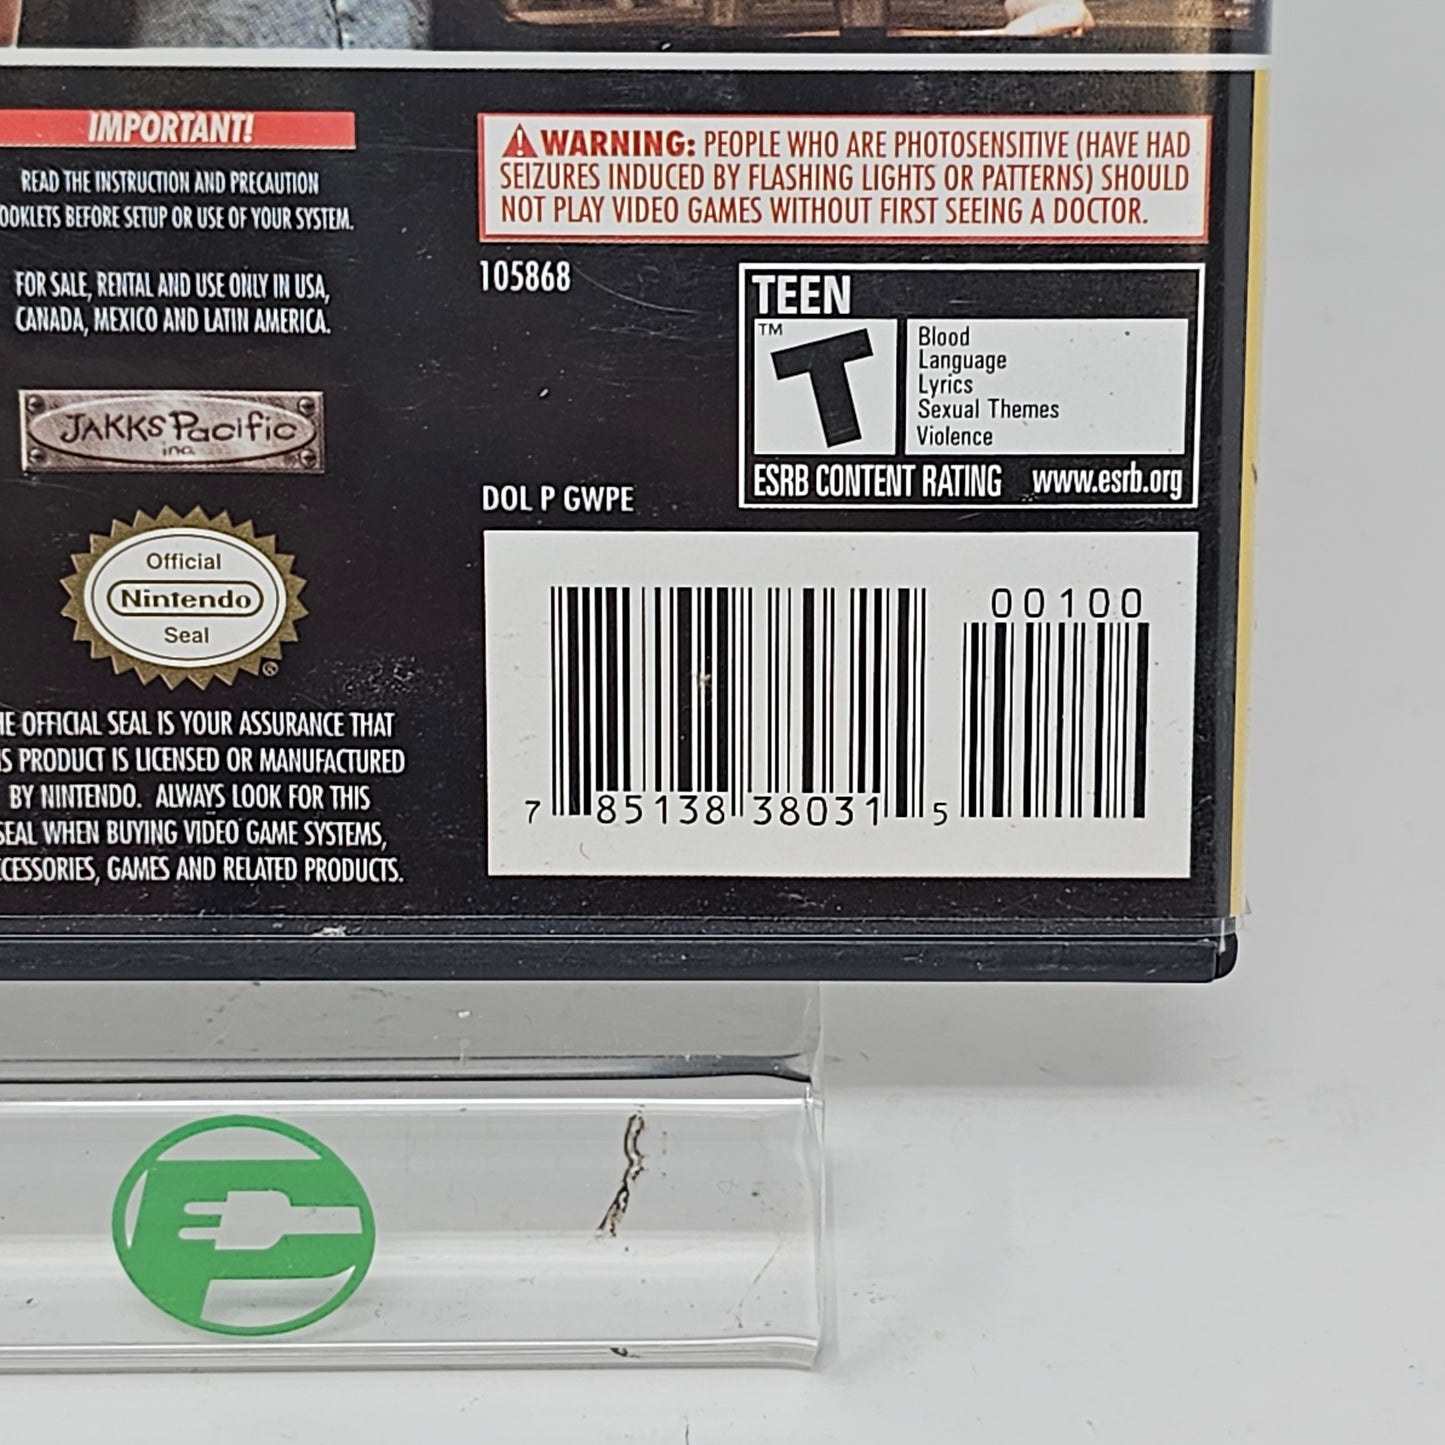 IMPORTANT!
READ THE INSTRUCTION AND PRECAUTION
BEFORE SETUP OR USE OF YOUR SYSTEM.
FOR SALE, RENTAL AND USE ONLY IN USA,
CANADA, MEXICO AND LATIN AMERICA.
JAKKS Pacific
inc.
Official
Nintendo
Seal
®
OFFICIAL SEAL IS YOUR ASSURANCE THAT
PRODUCT IS LICENSED OR MANUFACTURED
BY NINTENDO. ALWAYS LOOK FOR THIS
SEAL WHEN BUYING VIDEO GAME SYSTEMS,
GAMES AND RELATED PRODUCTS.
WARNING: PEOPLE WHO ARE PHOTOSENSITIVE (HAVE HAD
SEIZURES INDUCED BY FLASHING LIGHTS OR PATTERNS) SHOULD
NOT PLAY VIDEO GAMES WITHOUT FIRST SEEING A DOCTOR.
105868
TEEN
TM
T
Blood
Language
Lyrics
Sexual Themes
Violence
ESRB CONTENT RATING www.esrb.org
DOL P GWPE
00100
7 85138 38031 5